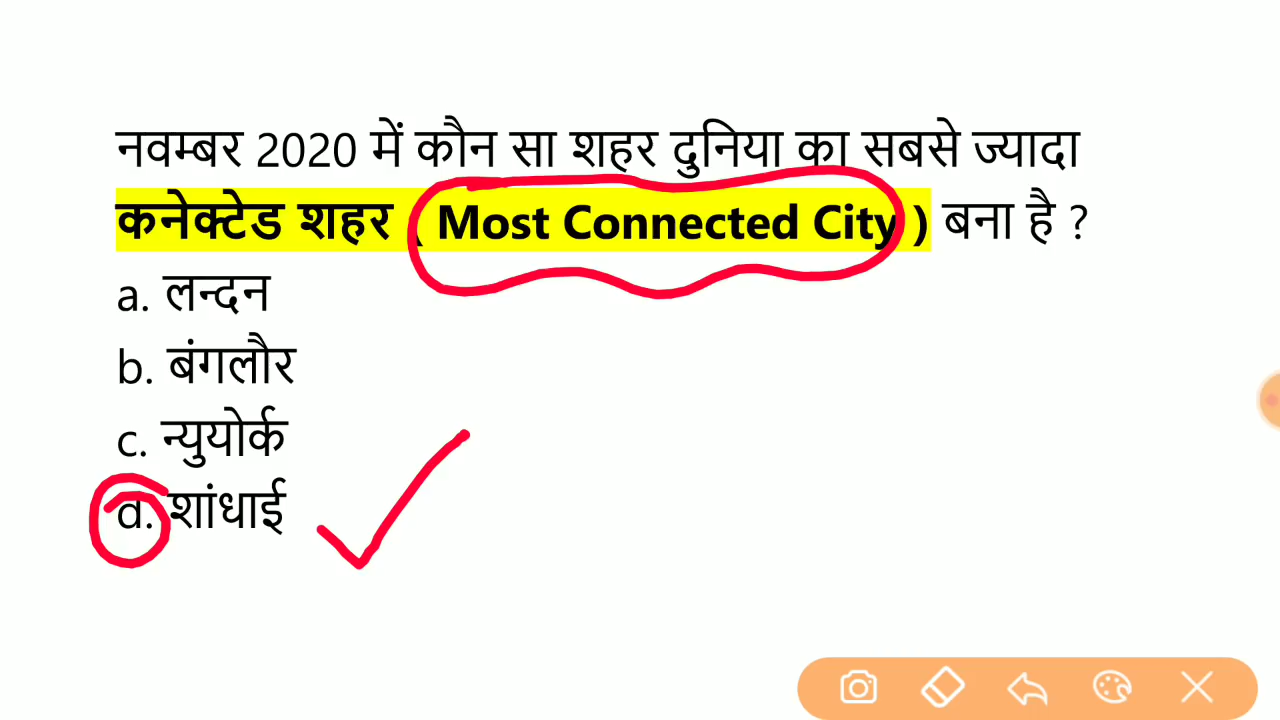 नवम्बर 2020 में कौन सा शहर दुनिया का सबसे ज्यादा
कनेक्टेड शहर ( Most Connected City ) बना है ?
a. लन्दन
b. बंगलौर
c. न्युयोर्क
d. शांधाई